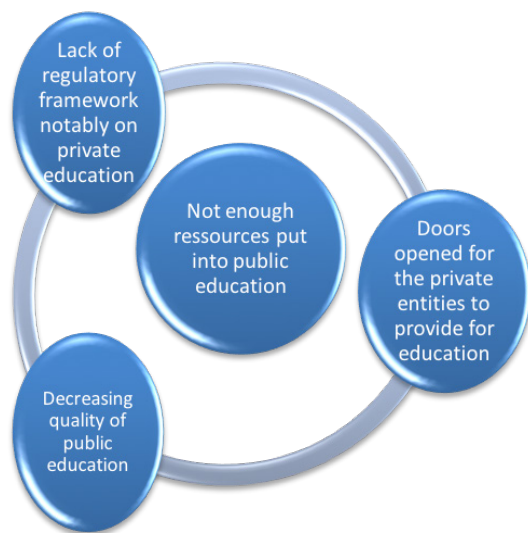 Lack of
regulatory
framework
notably on
private
education
Not enough
ressources put
into public
education
Doors
opened for
the private
entities to
provide for
education
Decreasing
quality of
public
education